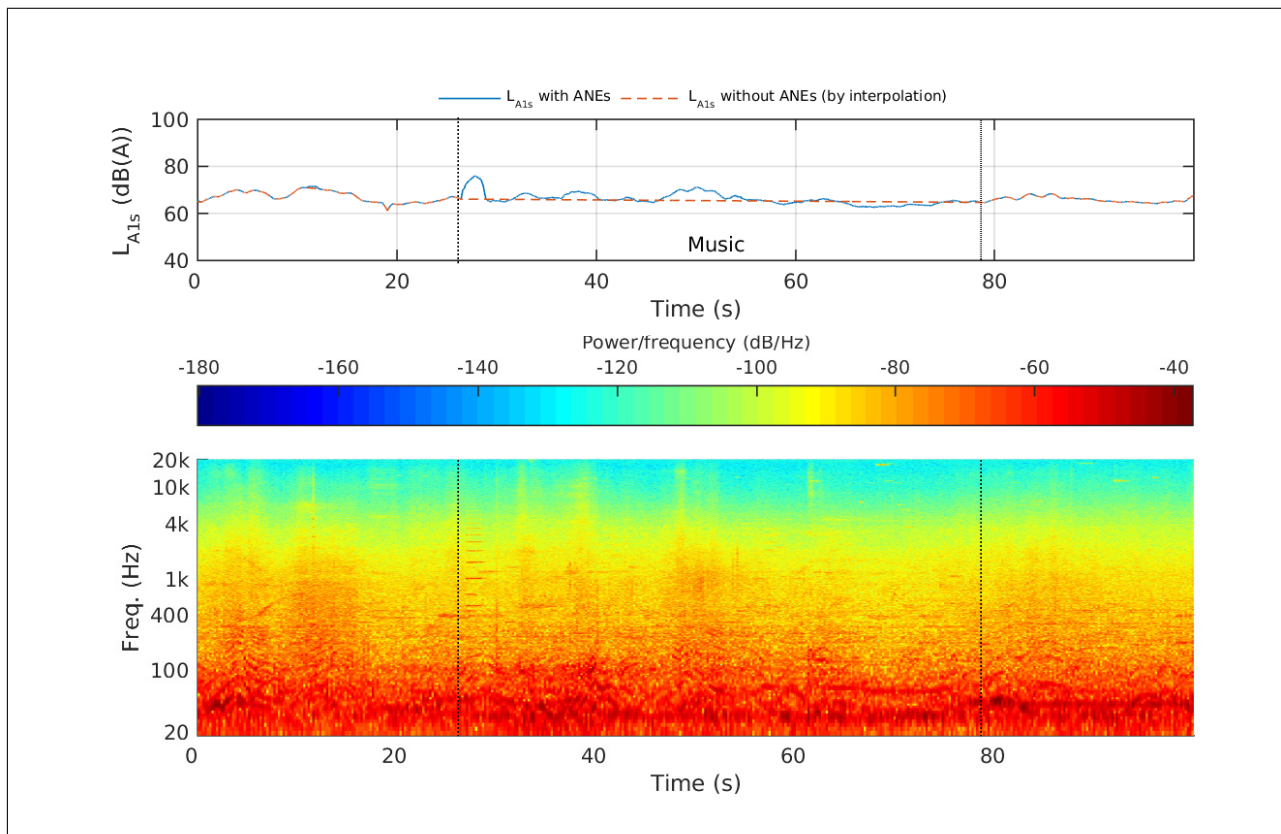 L_A1s with ANEs L_A1s without ANEs (by interpolation)
100
80
60
40
L_A1s (dB(A))
Music
0 20 40 60 80
Time (s)
Power/frequency (dB/Hz)
-180 -160 -140 -120 -100 -80 -60 -40
20k
10k
4k
1k
400
100
20
Freq. (Hz)
0 20 40 60 80
Time (s)